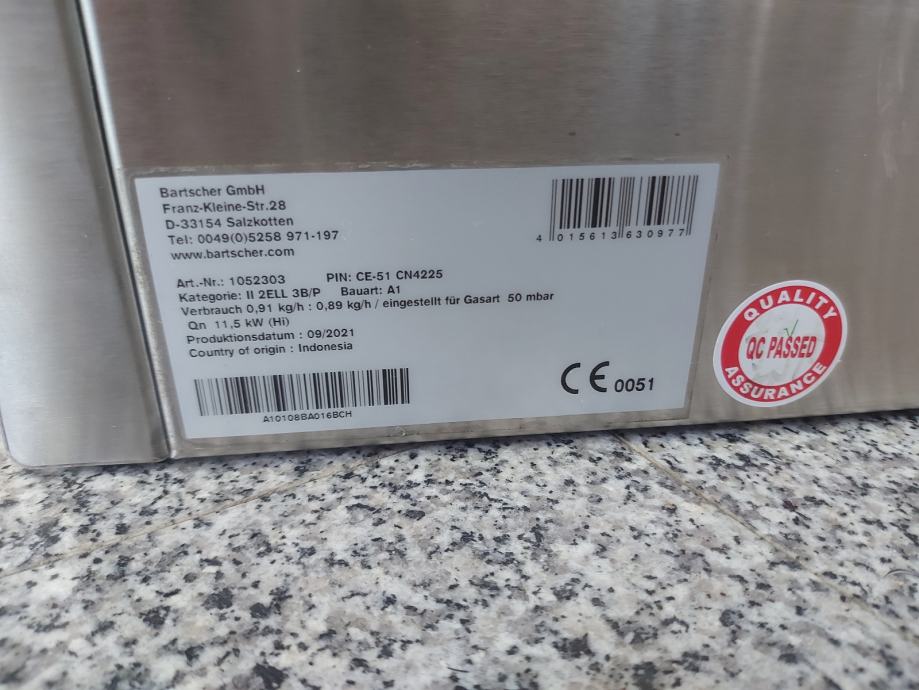 Bartscher GmbH
Franz-Kleine-Str.28
D-33154 Salzkotten
Tel: 0049(0)5258 971-197
www.bartscher.com
4 015613 630977
Art.-Nr.: 1052303 PIN: CE-51 CN4225
Kategorie: II 2ELL 3B/P Bauart: A1
Verbrauch 0,91 kg/h : 0,89 kg/h / eingestellt für Gasart 50 mbar
Qn 11,5 kW (Hi)
Produktionsdatum : 09/2021
Country of origin : Indonesia
A10108BA016BCH
CE 0051
QUALITY
QC PASSED
ASSURANCE